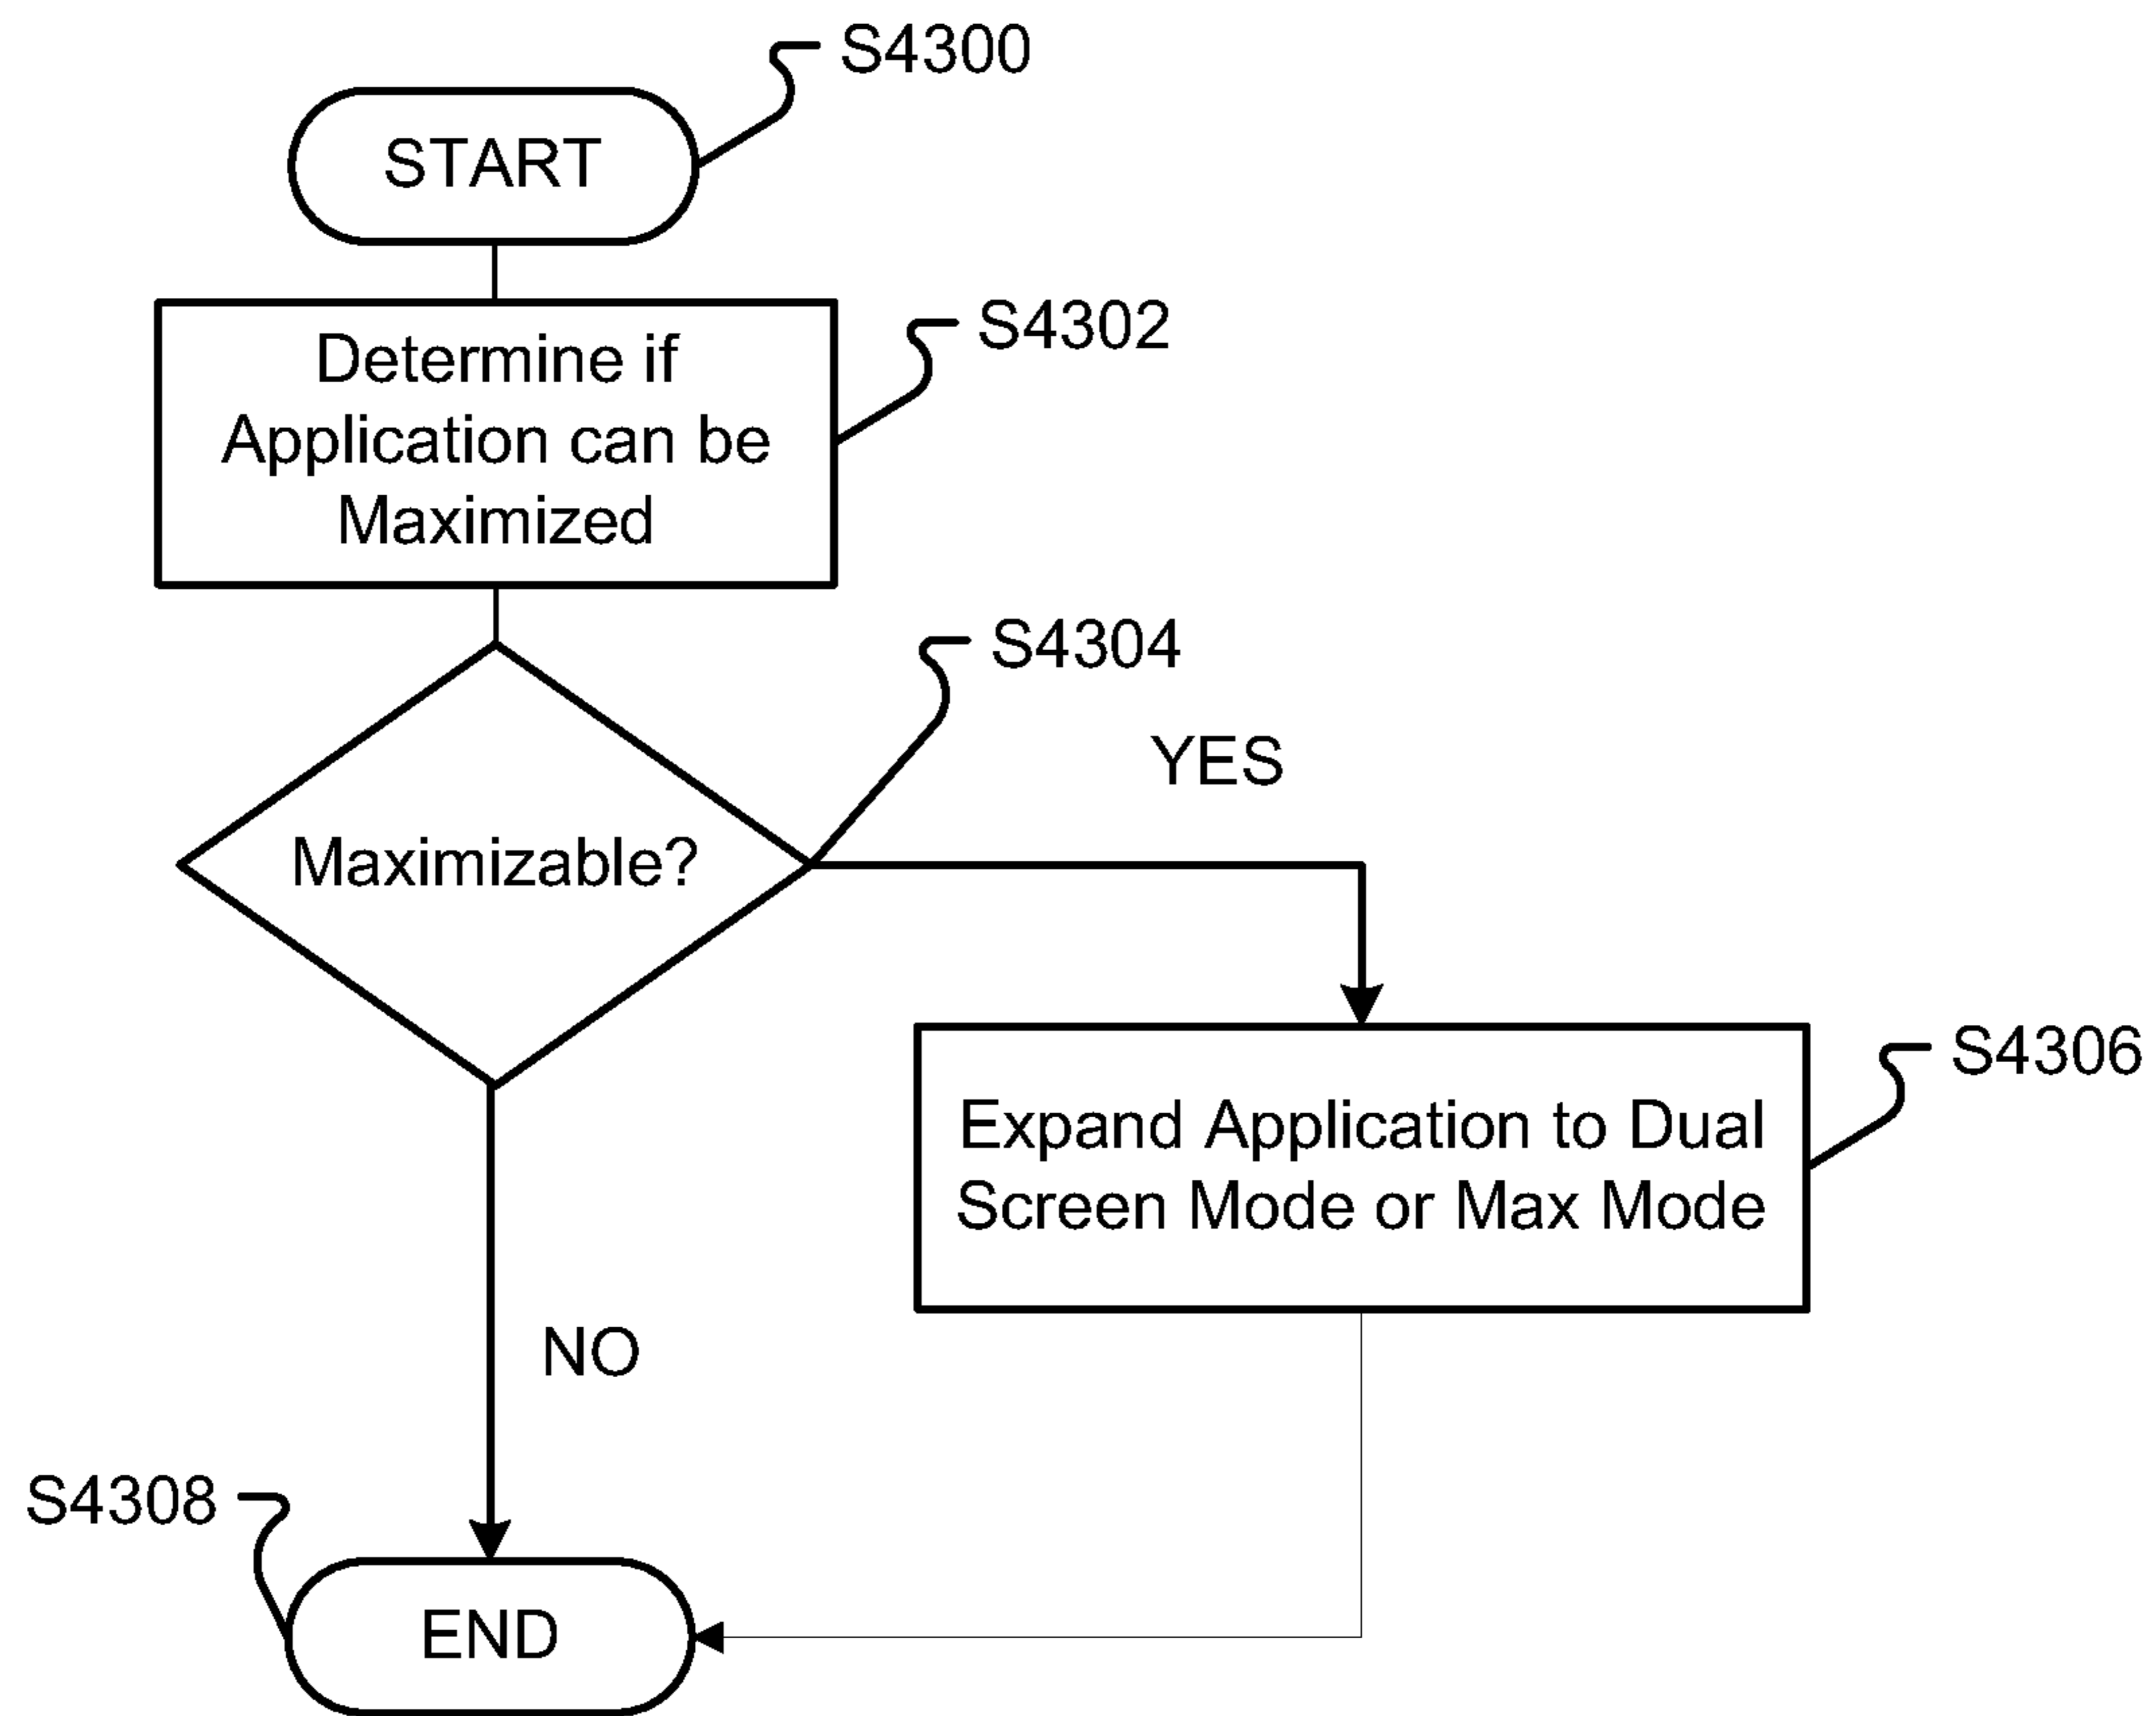 S4300
START
S4302
Determine if
Application can be
Maximized
S4304
YES
Maximizable?
S4306
Expand Application to Dual
Screen Mode or Max Mode
NO
S4308
END